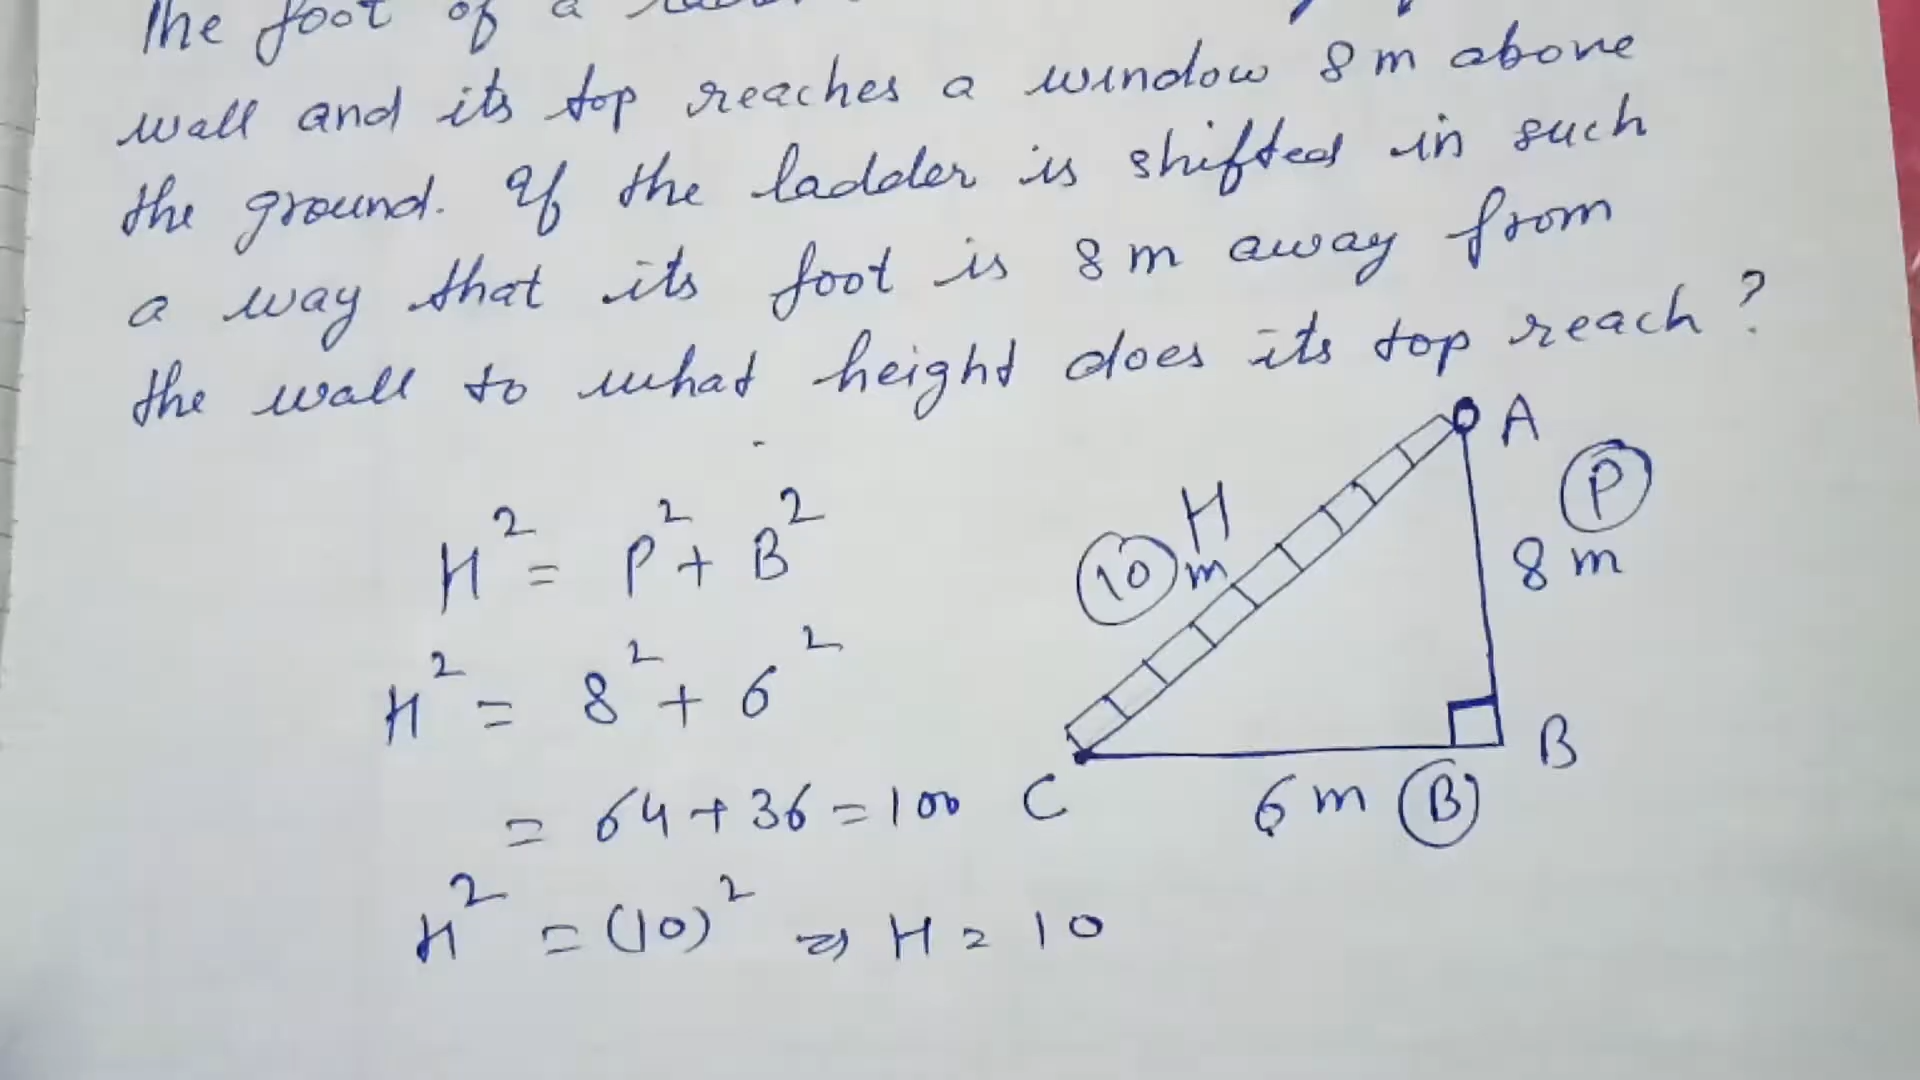 The foot of a
wall and its top reaches a window 8 m above
the ground. If the ladder is shifted in such
a way that its foot is 8 m away from
the wall to what height does its top reach ?
A
P
H² = P² + B²
H
10 m
8 m
H² = 8² + 6²
B
= 64 + 36 = 100
C
6 m B
H² = (10)² ⇒ H = 10